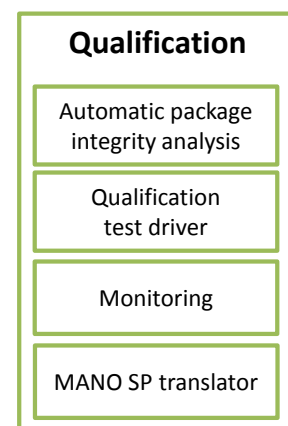 Qualification
Automatic package
integrity analysis
Qualification
test driver
Monitoring
MANO SP translator